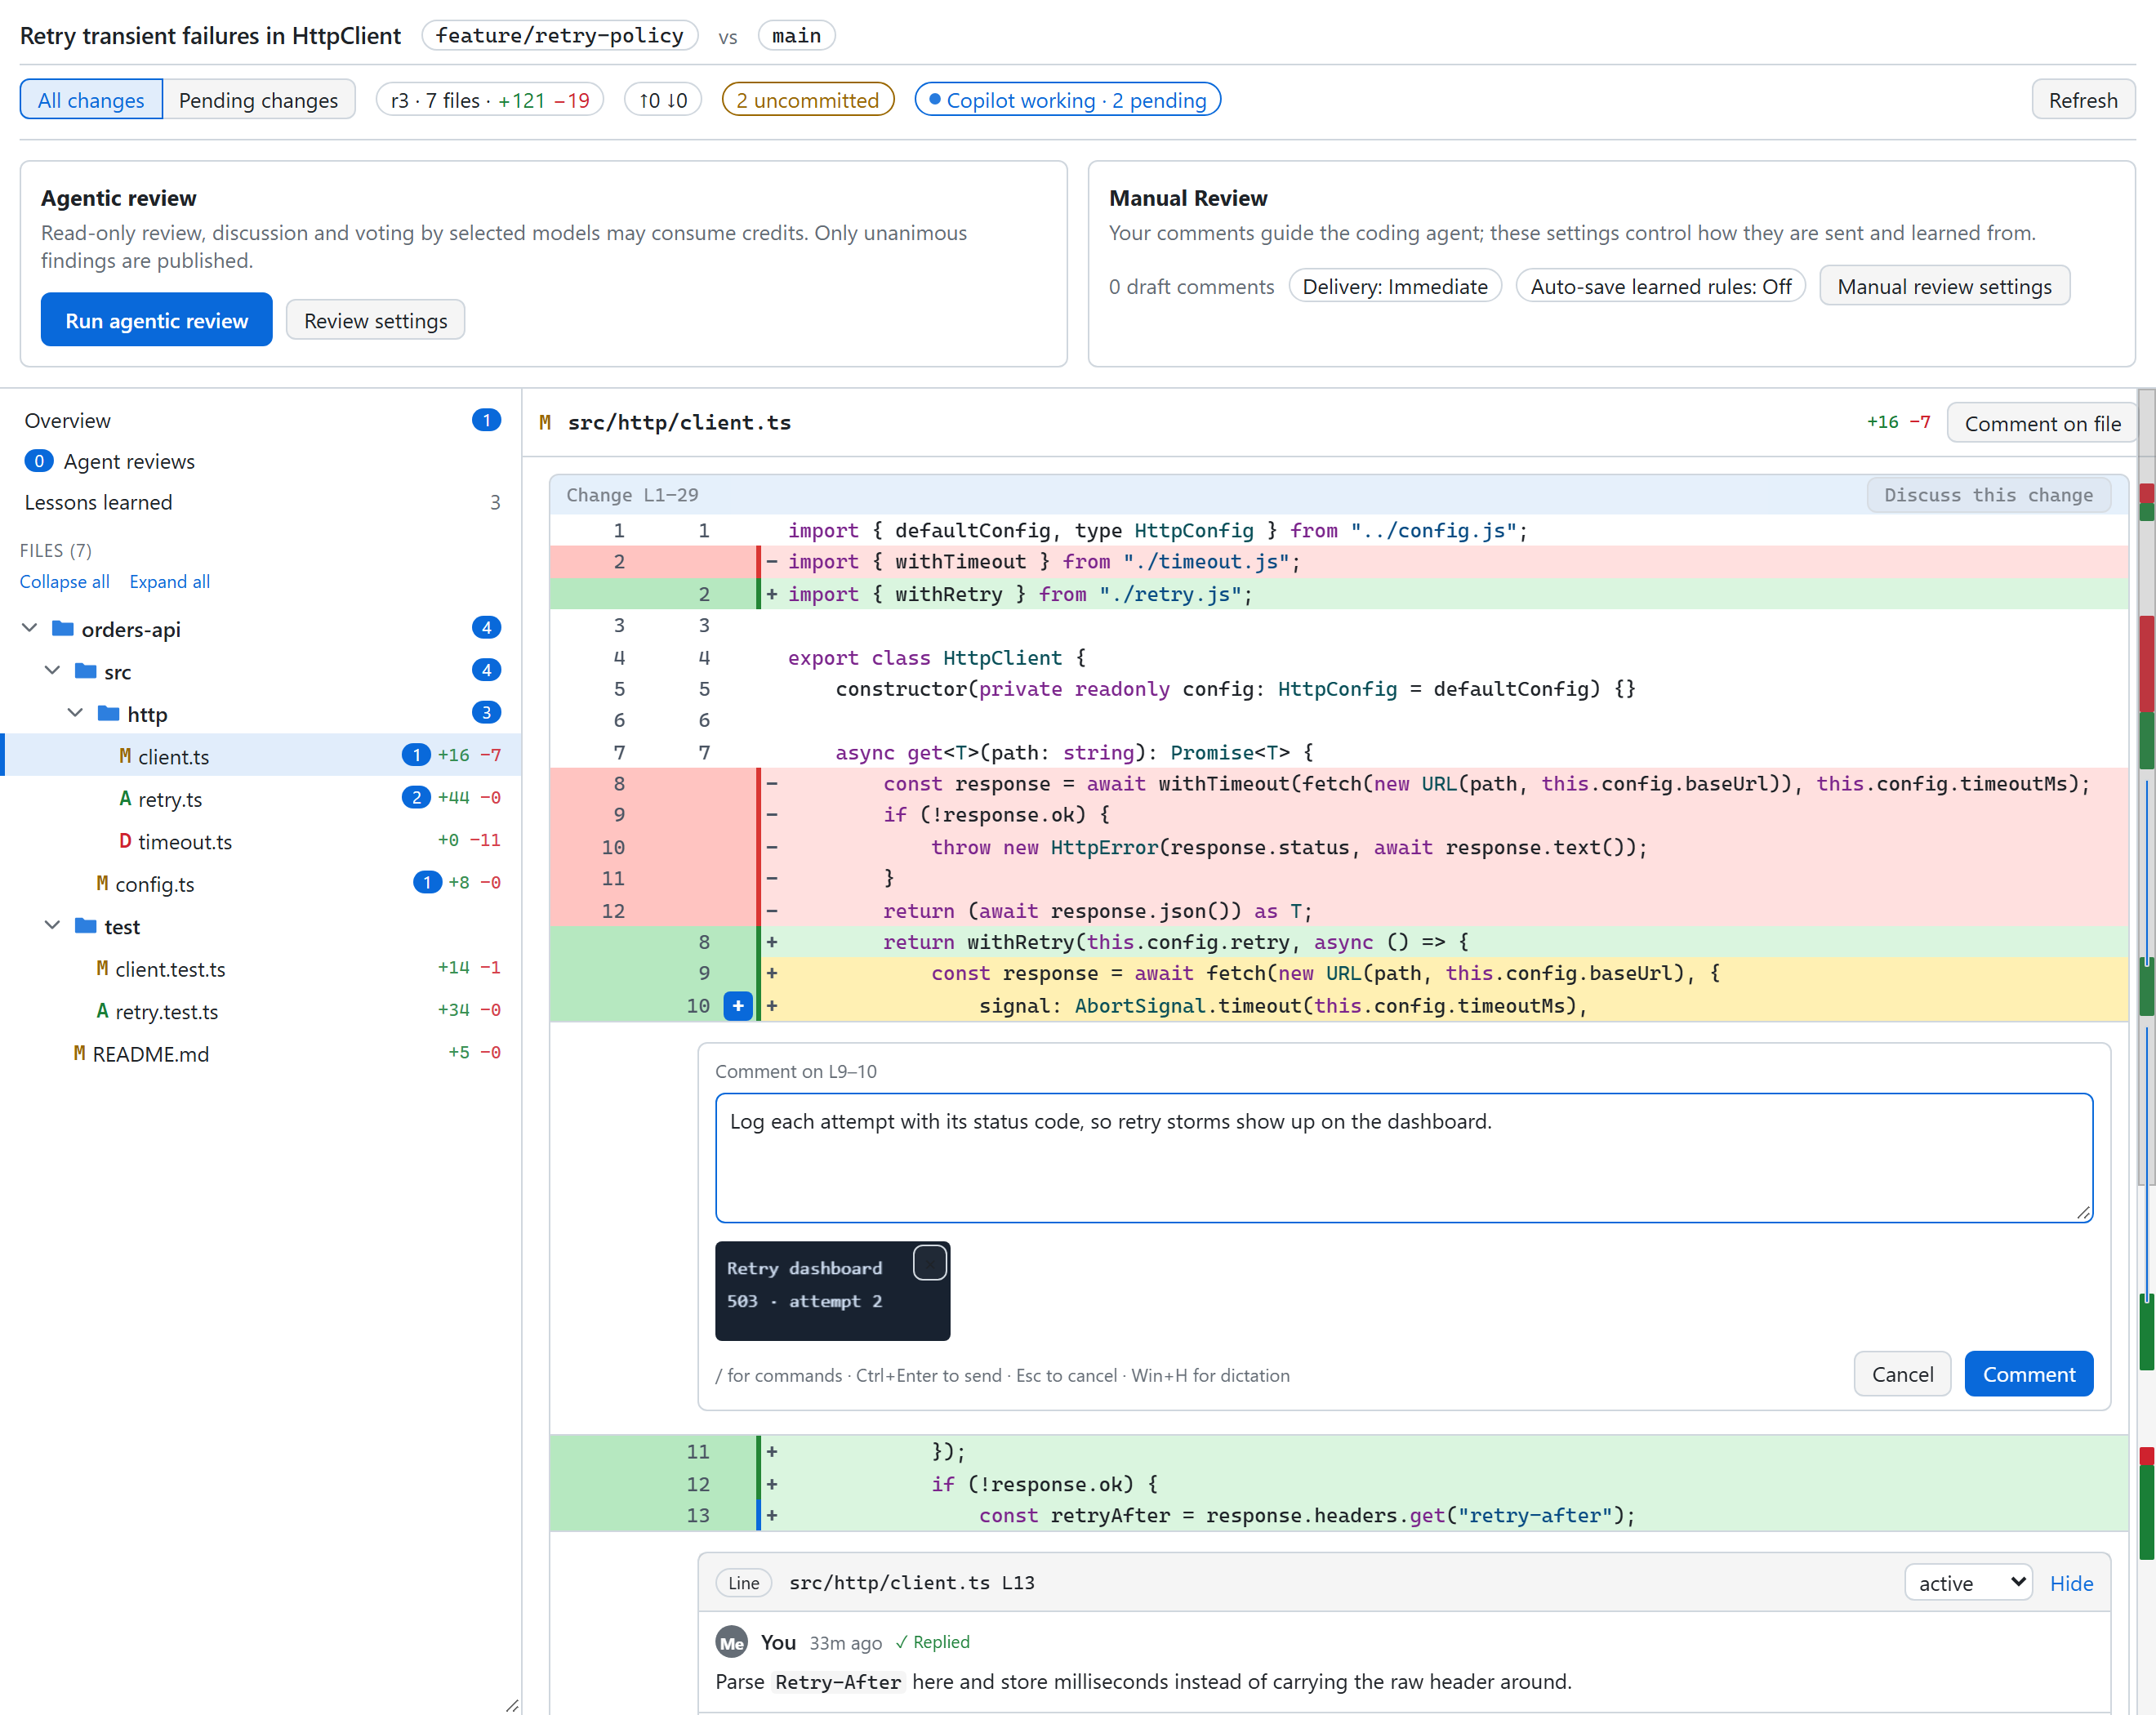 Retry transient failures in HttpClient feature/retry-policy vs main
All changes Pending changes r3 · 7 files · +121 −19 ↑0 ↓0 2 uncommitted Copilot working · 2 pending Refresh
Agentic review
Read-only review, discussion and voting by selected models may consume credits. Only unanimous
findings are published.
Run agentic review Review settings
Manual Review
Your comments guide the coding agent; these settings control how they are sent and learned from.
0 draft comments Delivery: Immediate Auto-save learned rules: Off Manual review settings
Overview 1
0 Agent reviews
Lessons learned 3
FILES (7)
Collapse all Expand all
orders-api 4
src 4
http 3
M client.ts 1 +16 −7
A retry.ts 2 +44 −0
D timeout.ts +0 −11
M config.ts 1 +8 −0
test
M client.test.ts +14 −1
A retry.test.ts +34 −0
M README.md +5 −0
M src/http/client.ts +16 −7 Comment on file
Change L1–29 Discuss this change
1 1 import { defaultConfig, type HttpConfig } from "../config.js";
2 − import { withTimeout } from "./timeout.js";
2 + import { withRetry } from "./retry.js";
3 3
4 4 export class HttpClient {
5 5 constructor(private readonly config: HttpConfig = defaultConfig) {}
6 6
7 7 async get<T>(path: string): Promise<T> {
8 − const response = await withTimeout(fetch(new URL(path, this.config.baseUrl)), this.config.timeoutMs);
9 − if (!response.ok) {
10 − throw new HttpError(response.status, await response.text());
11 − }
12 − return (await response.json()) as T;
8 + return withRetry(this.config.retry, async () => {
9 + const response = await fetch(new URL(path, this.config.baseUrl), {
10 + + signal: AbortSignal.timeout(this.config.timeoutMs),
Comment on L9–10
Log each attempt with its status code, so retry storms show up on the dashboard.
Retry dashboard
503 · attempt 2
/ for commands · Ctrl+Enter to send · Esc to cancel · Win+H for dictation Cancel Comment
11 + });
12 + if (!response.ok) {
13 + const retryAfter = response.headers.get("retry-after");
Line src/http/client.ts L13 active Hide
Me You 33m ago ✓ Replied
Parse Retry-After here and store milliseconds instead of carrying the raw header around.